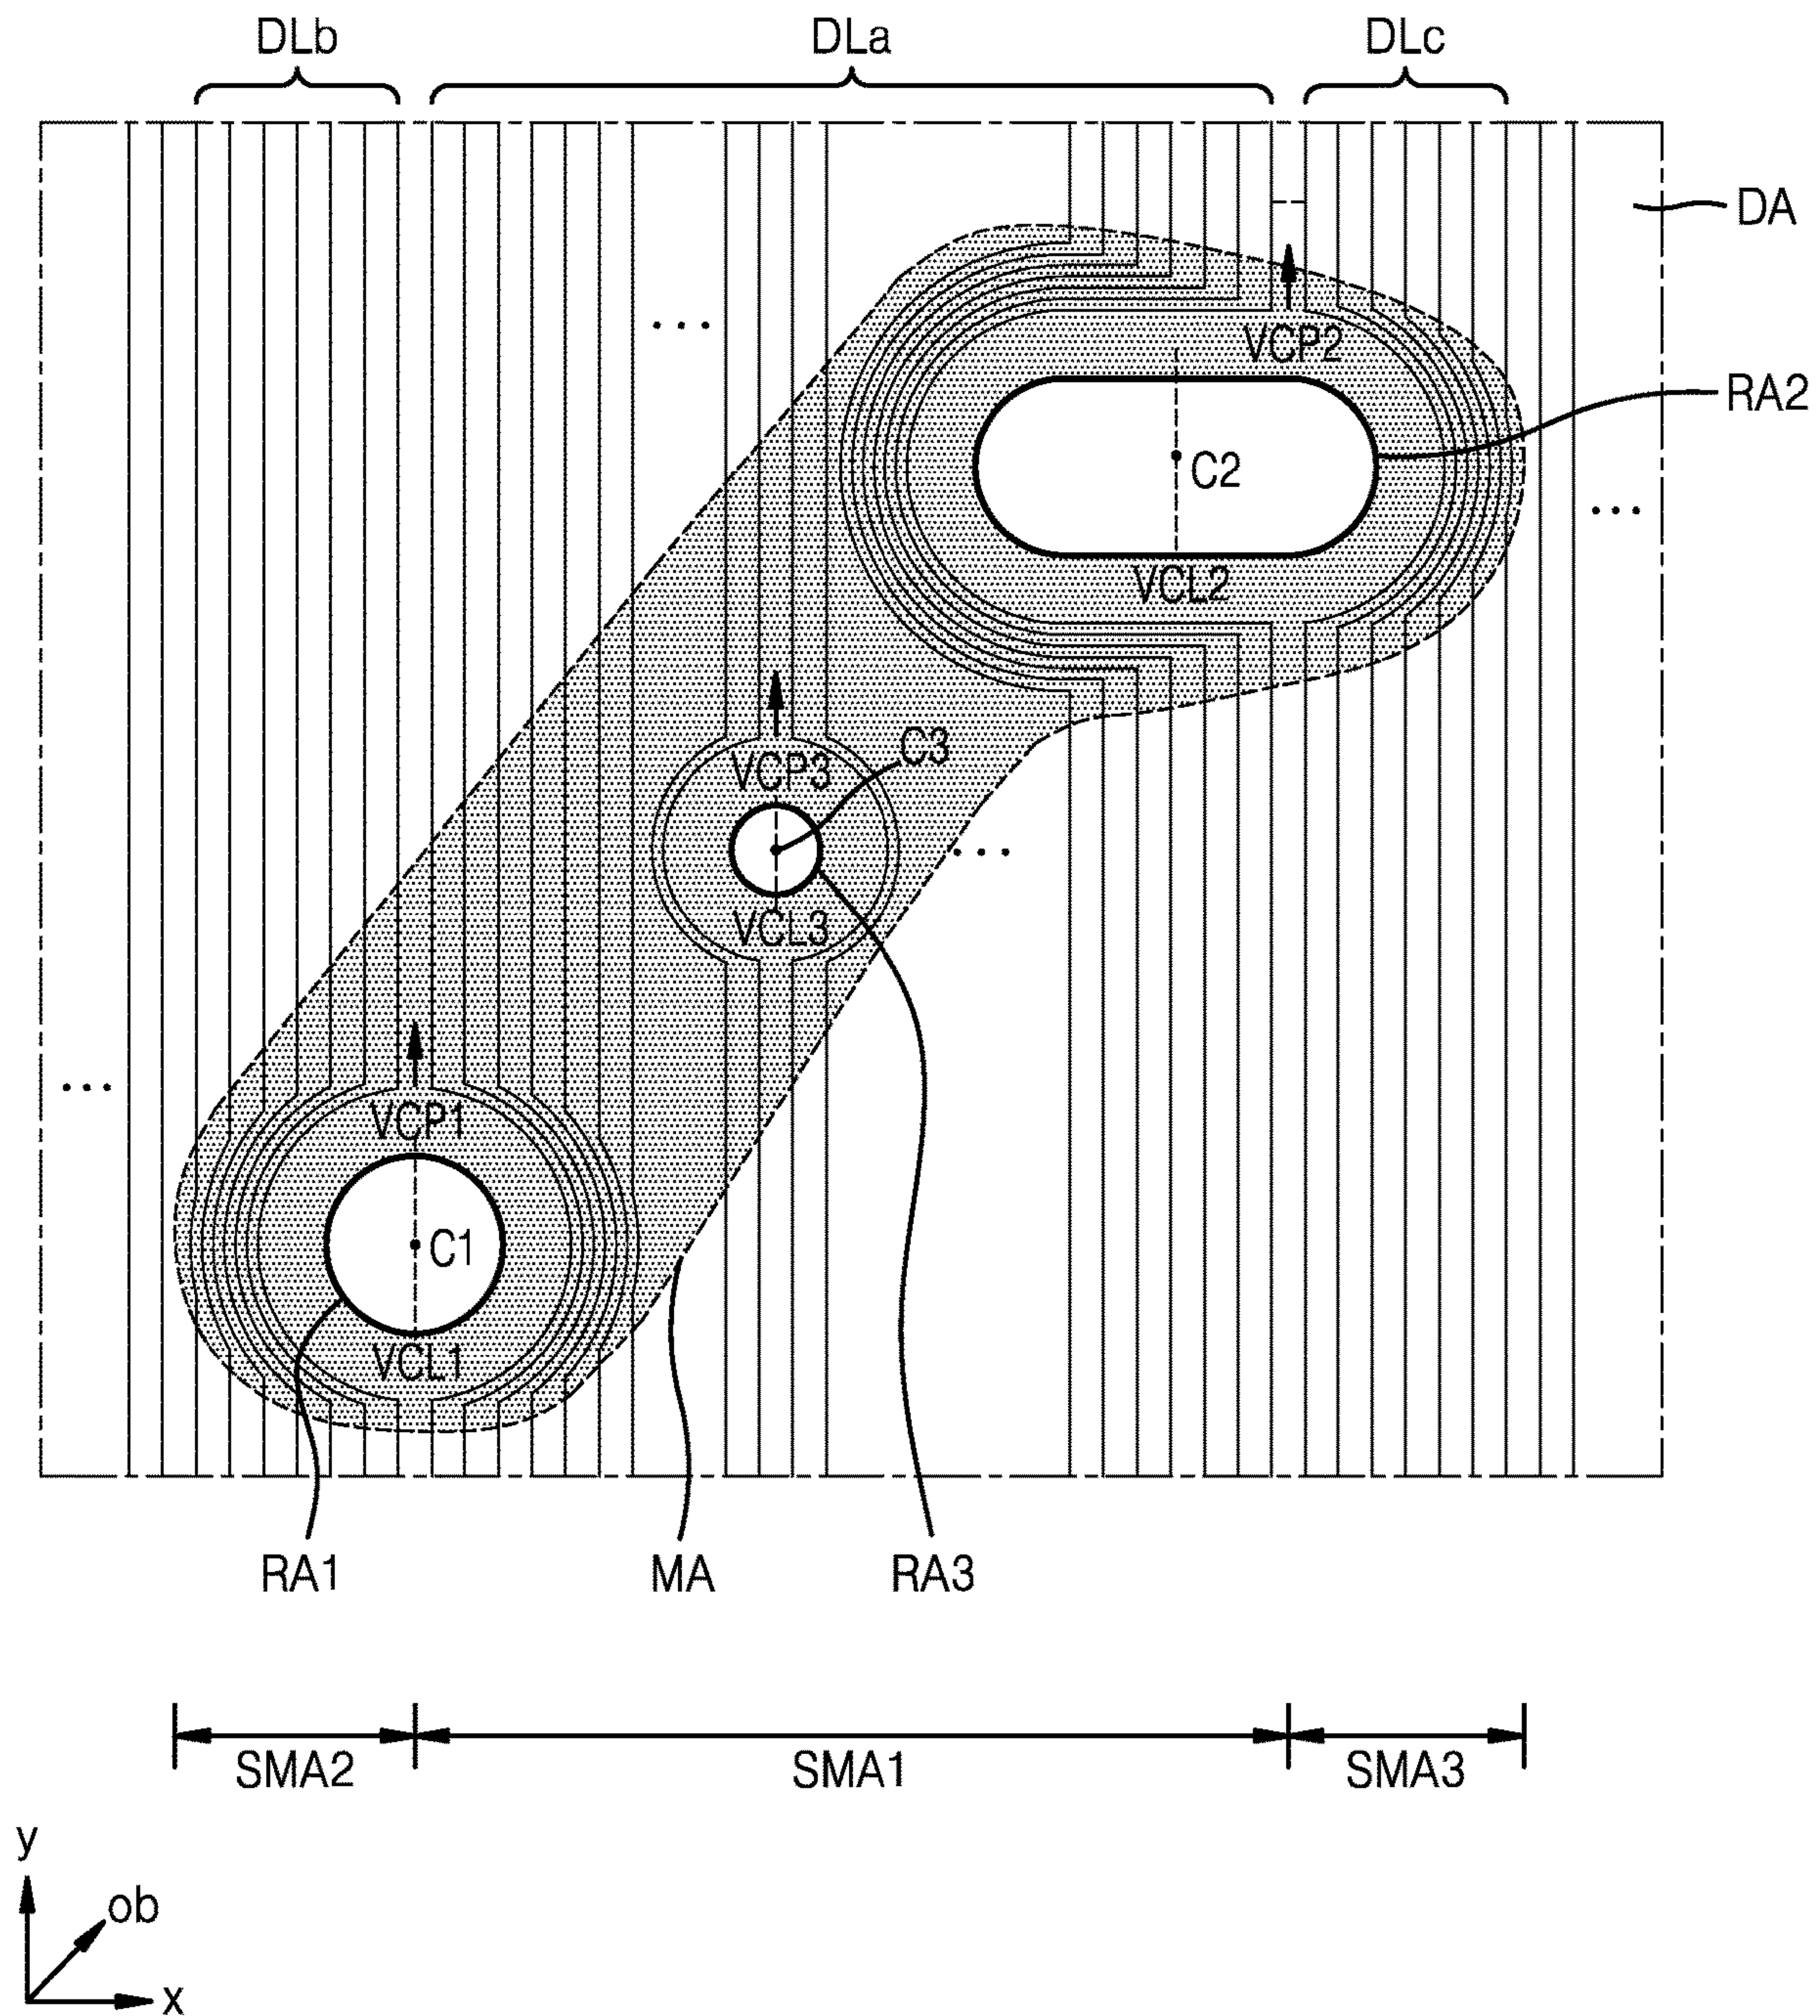 DLb DLa DLc
DA
...
VCP2
RA2
C2
...
VCL2
C3
VCP3
...
VCL3
...
VCP1
C1
VCL1
RA1 MA RA3
SMA2 SMA1 SMA3
y
ob
x